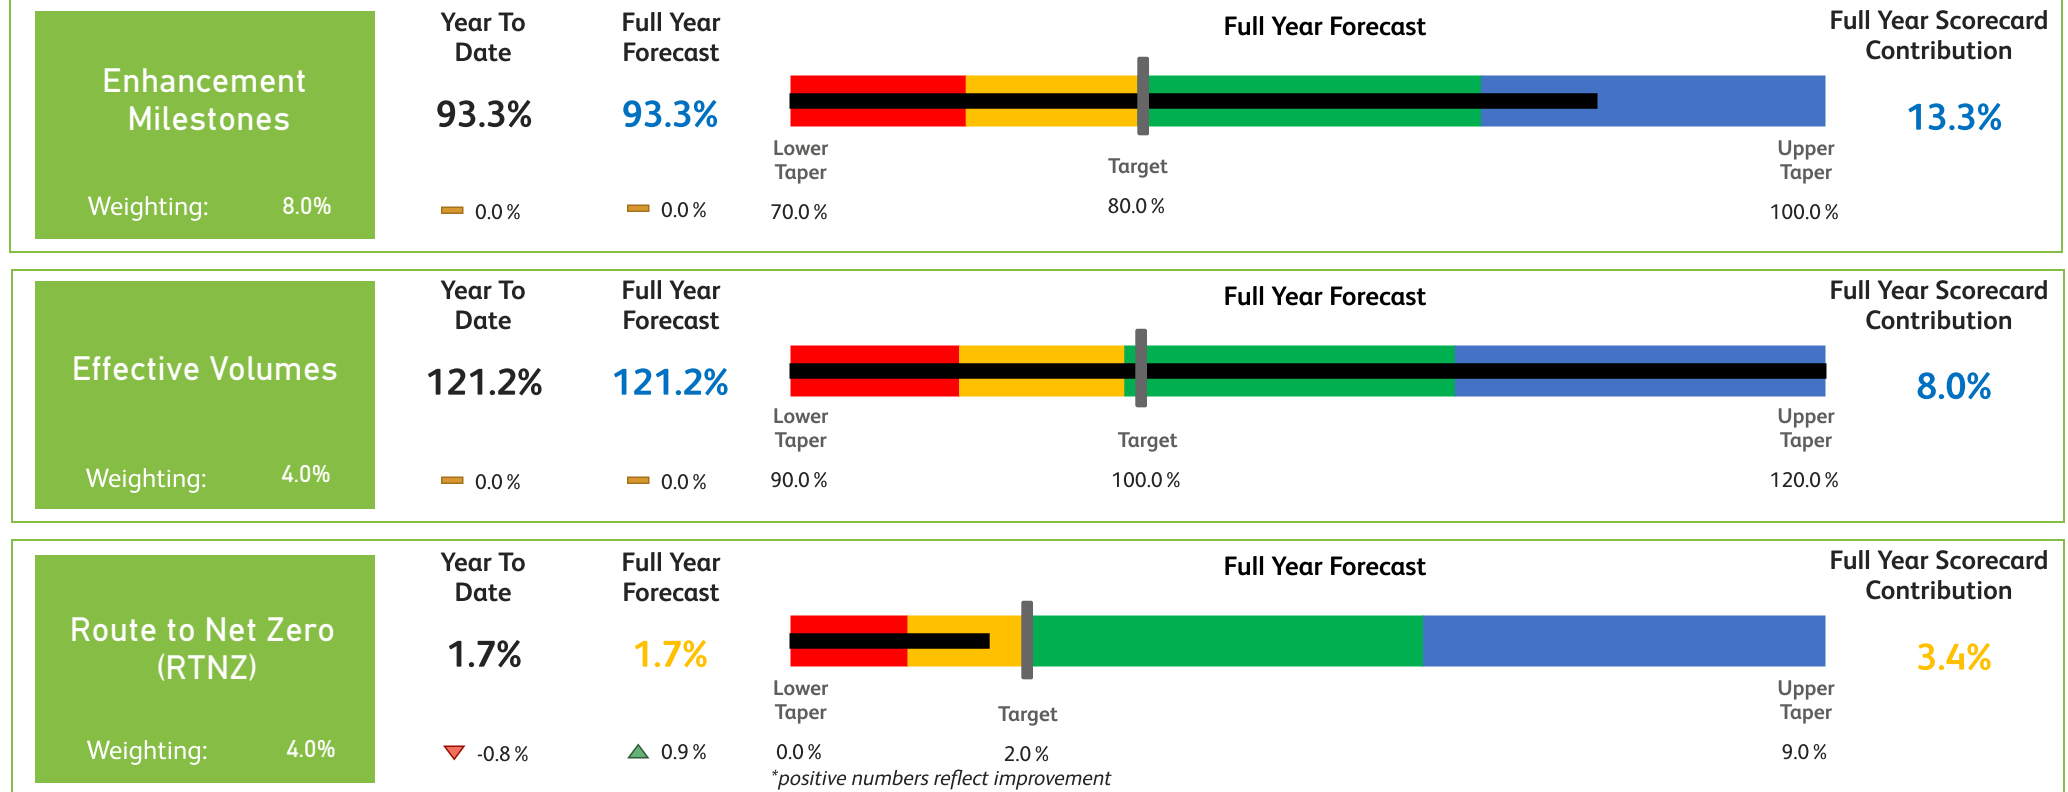 Enhancement
Milestones
Weighting: 8.0%
Year To
Date
93.3%
0.0 %
Full Year
Forecast
93.3%
0.0 %
Full Year Forecast
Lower
Taper
70.0 %
Target
80.0 %
Upper
Taper
100.0 %
Full Year Scorecard
Contribution
13.3%
Effective Volumes
Weighting: 4.0%
Year To
Date
121.2%
0.0 %
Full Year
Forecast
121.2%
0.0 %
Full Year Forecast
Lower
Taper
90.0 %
Target
100.0 %
Upper
Taper
120.0 %
Full Year Scorecard
Contribution
8.0%
Route to Net Zero
(RTNZ)
Weighting: 4.0%
Year To
Date
1.7%
-0.8 %
Full Year
Forecast
1.7%
0.9 %
Full Year Forecast
Lower
Taper
0.0 %
Target
2.0 %
Upper
Taper
9.0 %
*positive numbers reflect improvement
Full Year Scorecard
Contribution
3.4%